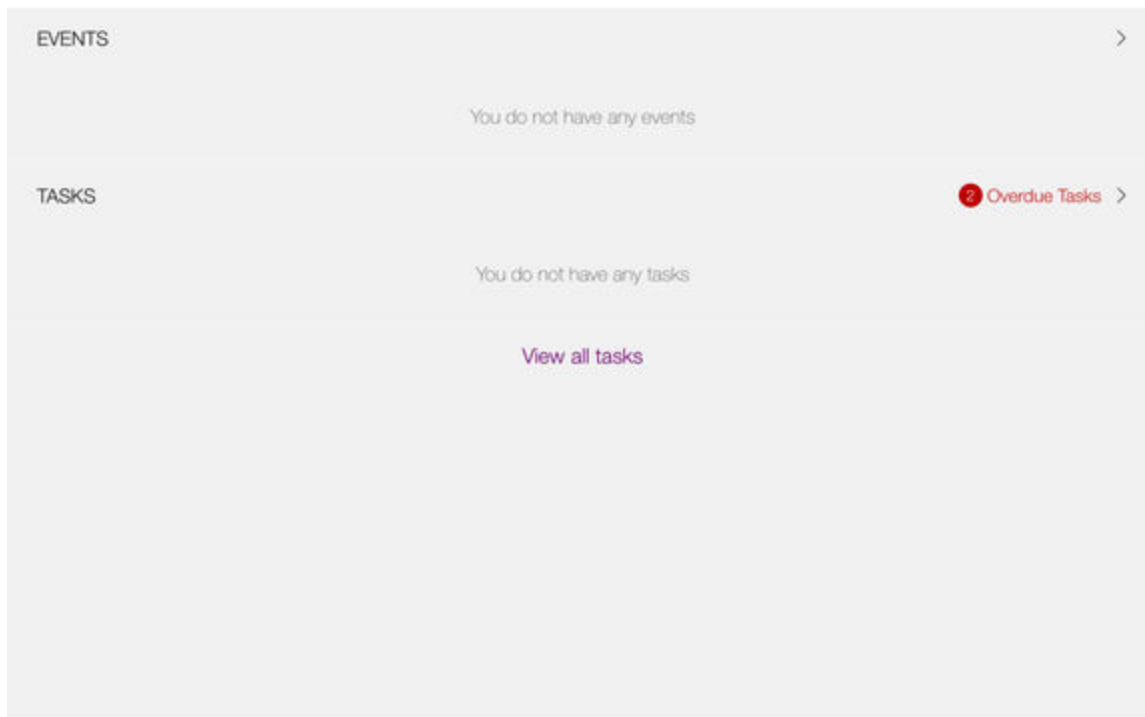 EVENTS
You do not have any events
TASKS
2 Overdue Tasks
You do not have any tasks
View all tasks